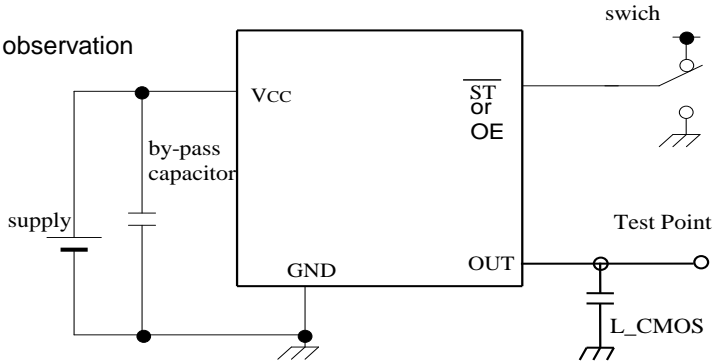 swich
observation
VCC
ST
or
OE
by-pass
capacitor
supply
Test Point
GND
OUT
L_CMOS